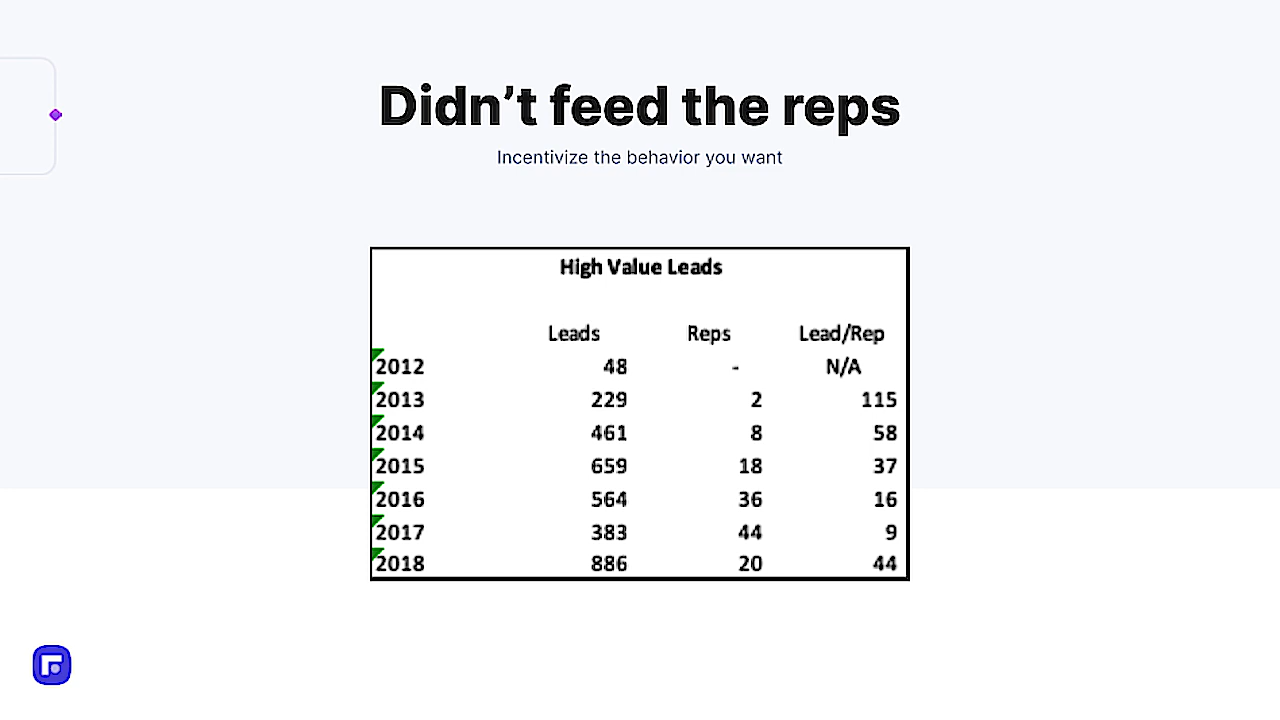 Didn’t feed the reps
Incentivize the behavior you want
High Value Leads
Leads Reps Lead/Rep
2012 48 - N/A
2013 229 2 115
2014 461 8 58
2015 659 18 37
2016 564 36 16
2017 383 44 9
2018 886 20 44